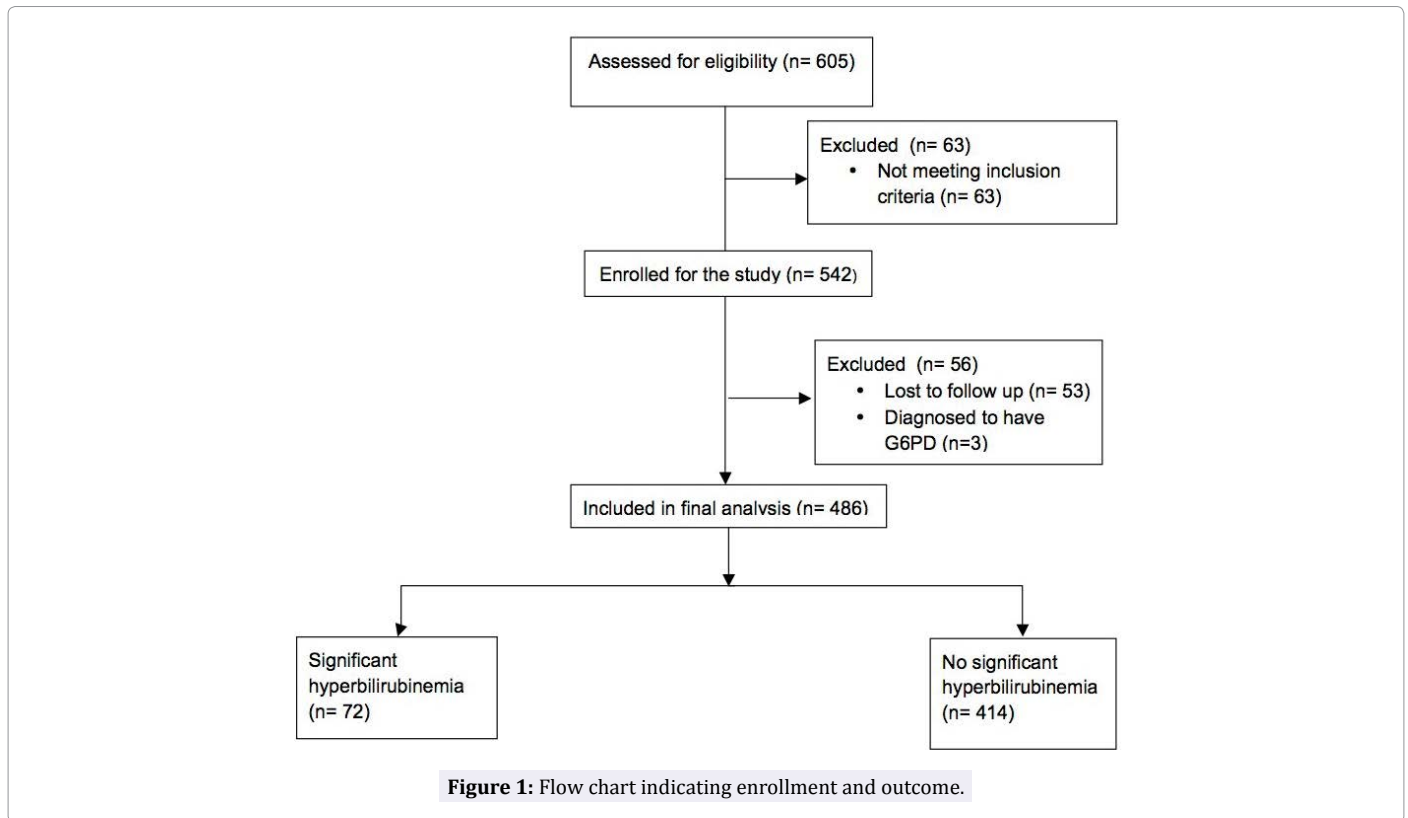 Assessed for eligibility (n= 605)
Excluded  (n= 63)
• Not meeting inclusion
criteria (n= 63)
Enrolled for the study (n= 542)
Excluded  (n= 56)
• Lost to follow up (n= 53)
• Diagnosed to have
G6PD (n=3)
Included in final analysis (n= 486)
Significant
hyperbilirubinemia
(n= 72)
No significant
hyperbilirubinemia
(n= 414)
Figure 1: Flow chart indicating enrollment and outcome.